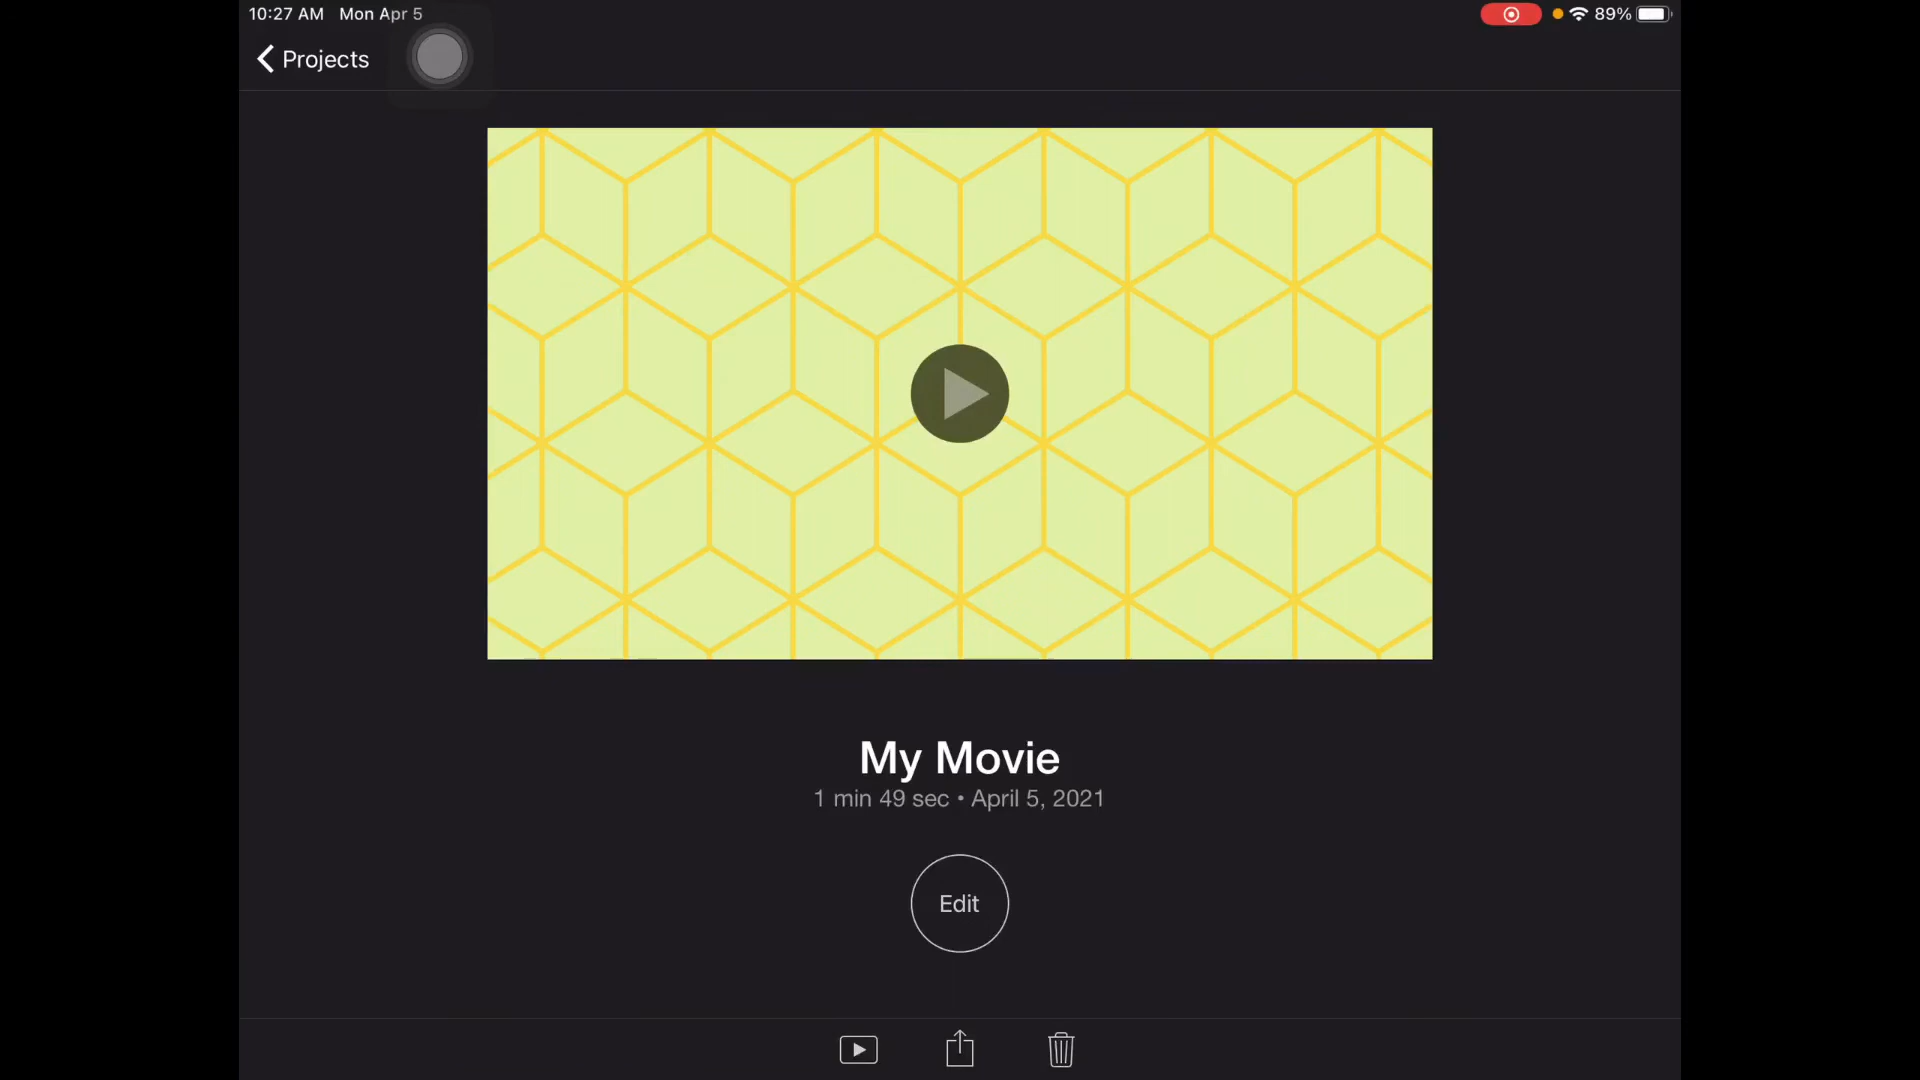 10:27 AM Mon Apr 5
89%
Projects
My Movie
1 min 49 sec • April 5, 2021
Edit